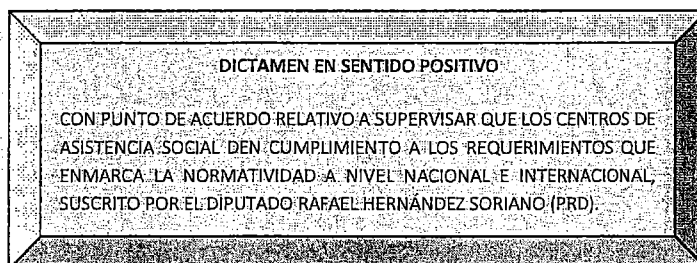 DICTAMEN EN SENTIDO POSITIVO
CON PUNTO DE ACUERDO RELATIVO A SUPERVISAR QUE LOS CENTROS DE
ASISTENCIA SOCIAL DEN CUMPLIMIENTO A LOS REQUERIMIENTOS QUE
ENMARCA LA NORMATIVIDAD A NIVEL NACIONAL E INTERNACIONAL,
SUSCRITO POR EL DIPUTADO RAFAEL HERNÁNDEZ SORIANO (PRD).